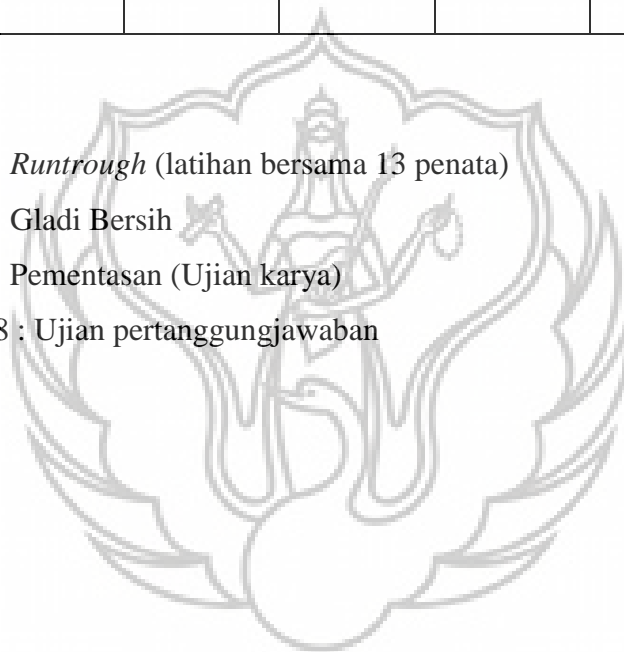 Runtrough (latihan bersama 13 penata)
Gladi Bersih
Pementasan (Ujian karya)
8 : Ujian pertanggungjawaban